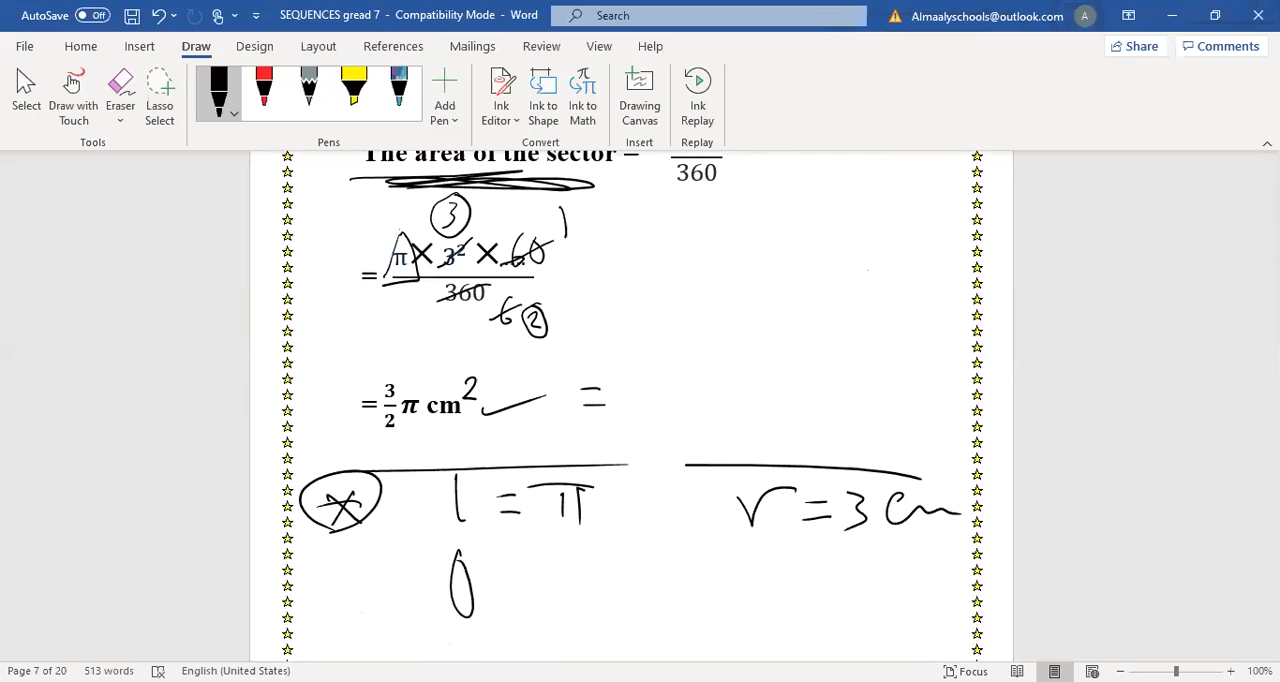 AutoSave Off SEQUENCES gread 7 - Compatibility Mode - Word Search Almaalyschools@outlook.com A
File Home Insert Draw Design Layout References Mailings Review View Help Share Comments
Select Draw with Touch Eraser Lasso Select Add Pen Ink Editor Ink to Shape Ink to Math Drawing Canvas Ink Replay
Tools Pens Convert Insert Replay
The area of the sector =
360
3
1
= π × 3² × 60
360
6 2
= 3/2 π cm² =
l = π r = 3 cm
0
Page 7 of 20 513 words English (United States) Focus 100%